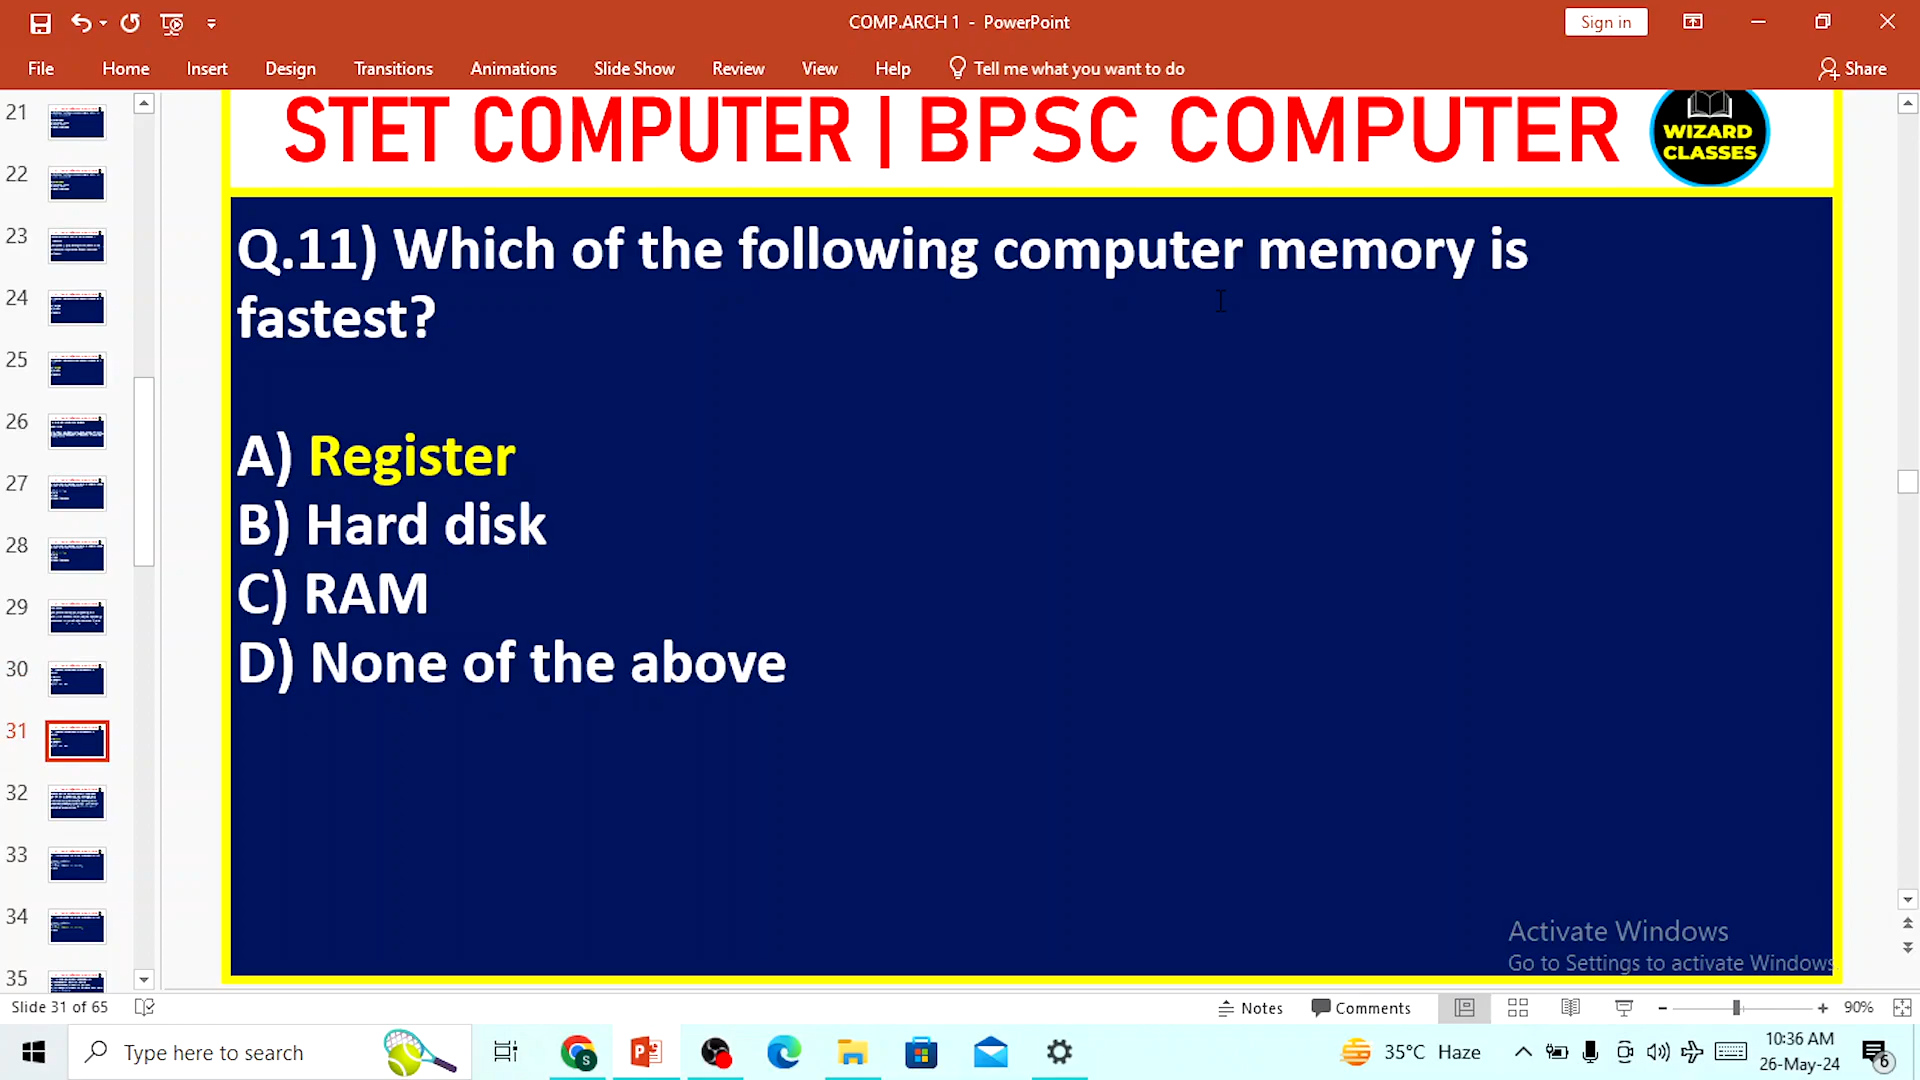 COMP.ARCH 1 - PowerPoint
Sign in
File Home Insert Design Transitions Animations Slide Show Review View Help Tell me what you want to do Share
STET COMPUTER | BPSC COMPUTER
WIZARD
CLASSES
Q.11) Which of the following computer memory is
fastest?
A) Register
B) Hard disk
C) RAM
D) None of the above
21
22
23
24
25
26
27
28
29
30
31
32
33
34
35
Activate Windows
Go to Settings to activate Windows.
Slide 31 of 65 Notes Comments 90%
Type here to search
S
35°C Haze
10:36 AM
26-May-24
6